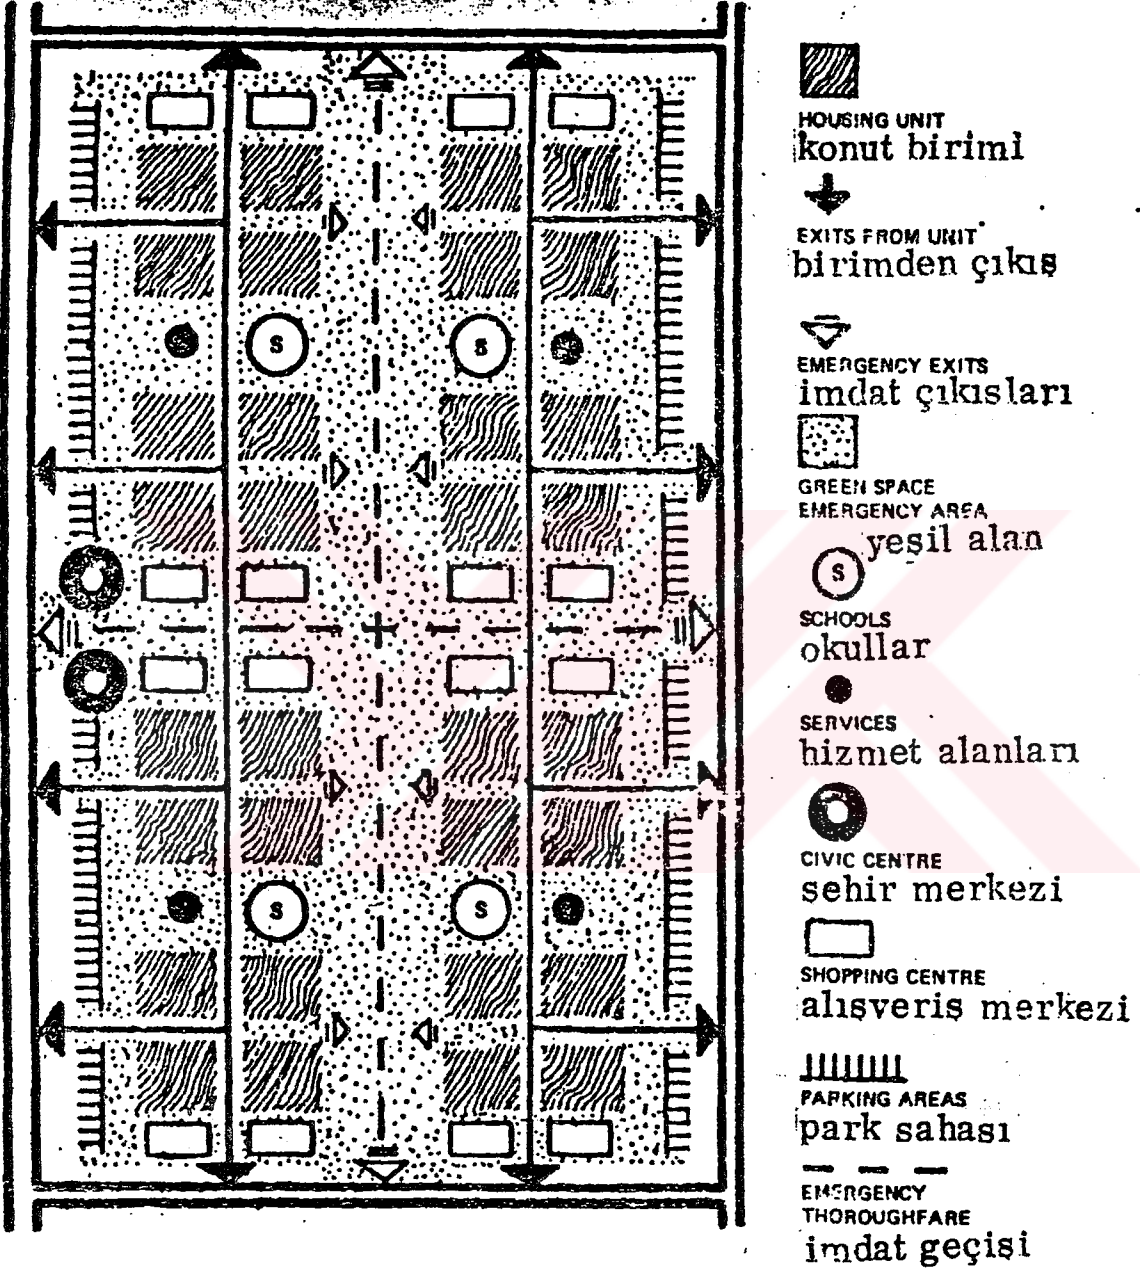 S
S
S
S
HOUSING UNIT
konut birimi
EXITS FROM UNIT
birimden çıkış
EMERGENCY EXITS
imdat çıkısları
GREEN SPACE
EMERGENCY AREA
yeşil alan
S
SCHOOLS
okullar
SERVICES
hizmet alanları
CIVIC CENTRE
sehir merkezi
SHOPPING CENTRE
alışveriş merkezi
PARKING AREAS
park sahası
EMERGENCY
THOROUGHFARE
imdat geçişi